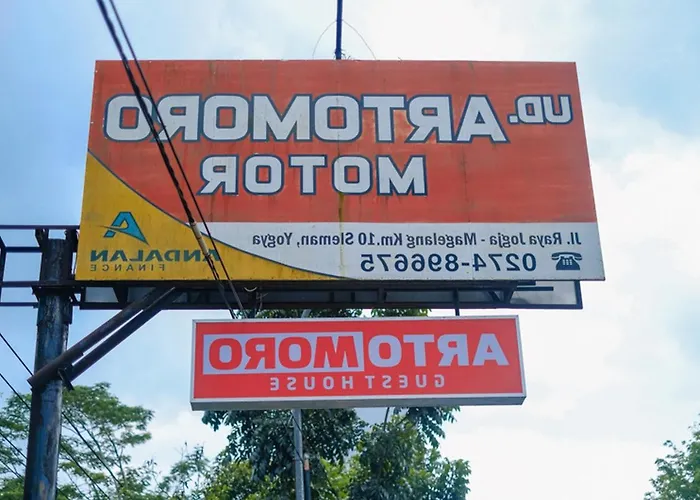 UD. ARTOMORO
MOTOR
Jl. Raya Jogja - Magelang Km.10 Sleman, Yogya
0274-896675
ANDALAN
FINANCE
ARTOMORO
GUEST HOUSE